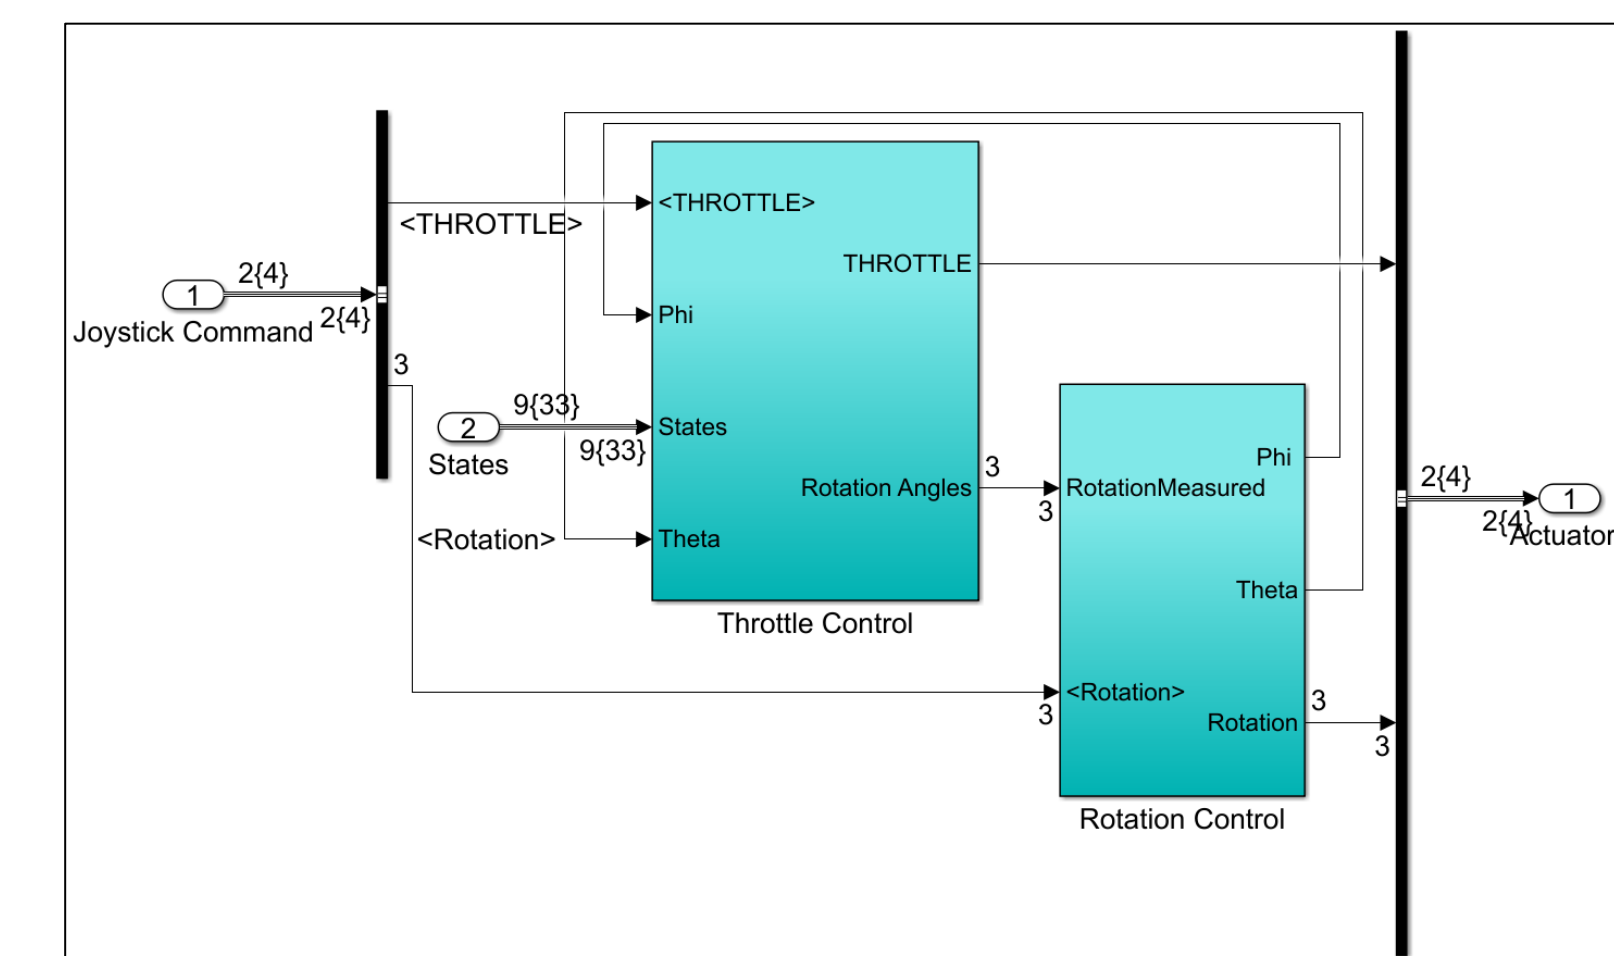 <THROTTLE>
<THROTTLE>
THROTTLE
2{4}
1
2{4}
Joystick Command
Phi
3
9{33}
2
States
9{33}
States
Rotation Angles
3
3
RotationMeasured
Phi
2{4}
1
2{4}
Actuator
<Rotation>
Theta
Theta
Throttle Control
3
<Rotation>
Rotation
3
3
Rotation Control